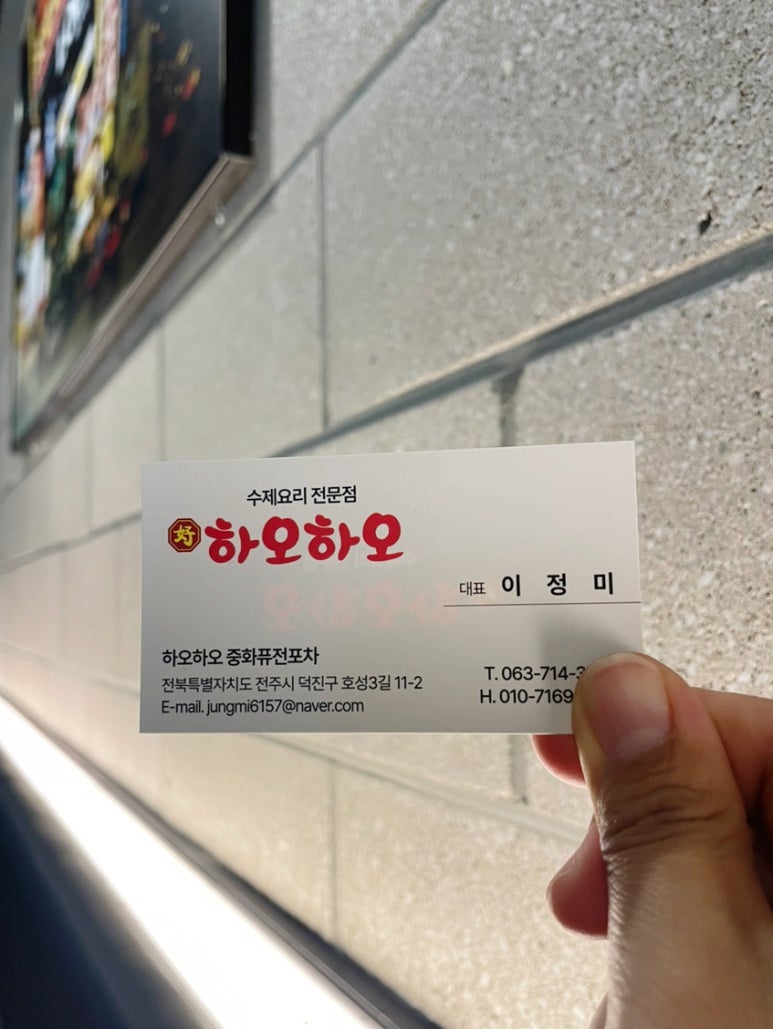 수제요리 전문점
好 하오하오
대표 이 정 미
하오하오 중화퓨전포차
전북특별자치도 전주시 덕진구 호성3길 11-2
E-mail. jungmi6157@naver.com
T. 063-714-3
H. 010-7169